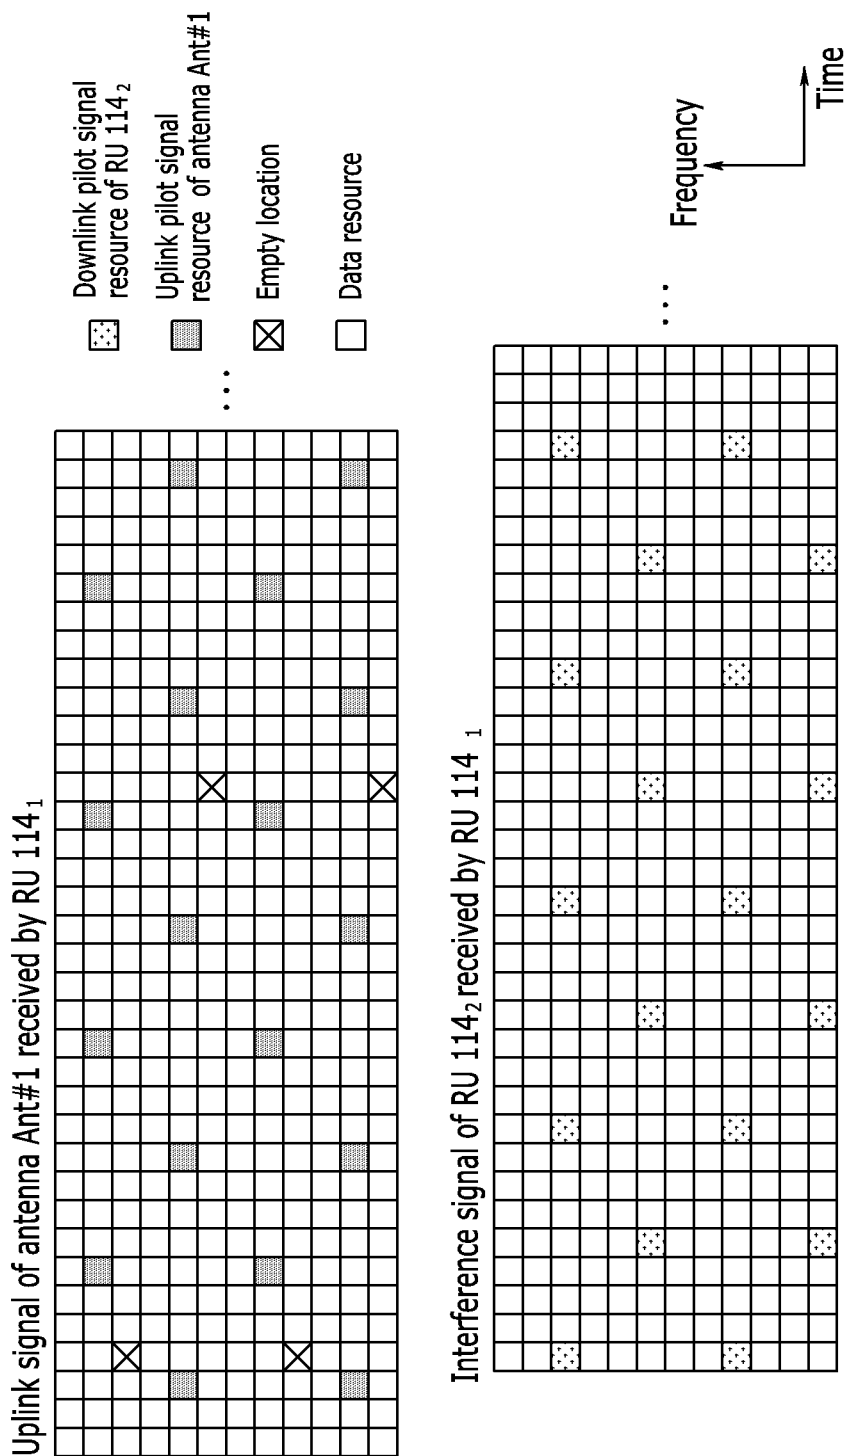 Uplink signal of antenna Ant#1 received by RU 114₁
...
Downlink pilot signal
resource of RU 114₂
Uplink pilot signal
resource of antenna Ant#1
Empty location
Data resource
Interference signal of RU 114₂ received by RU 114 ₁
...
Frequency
Time